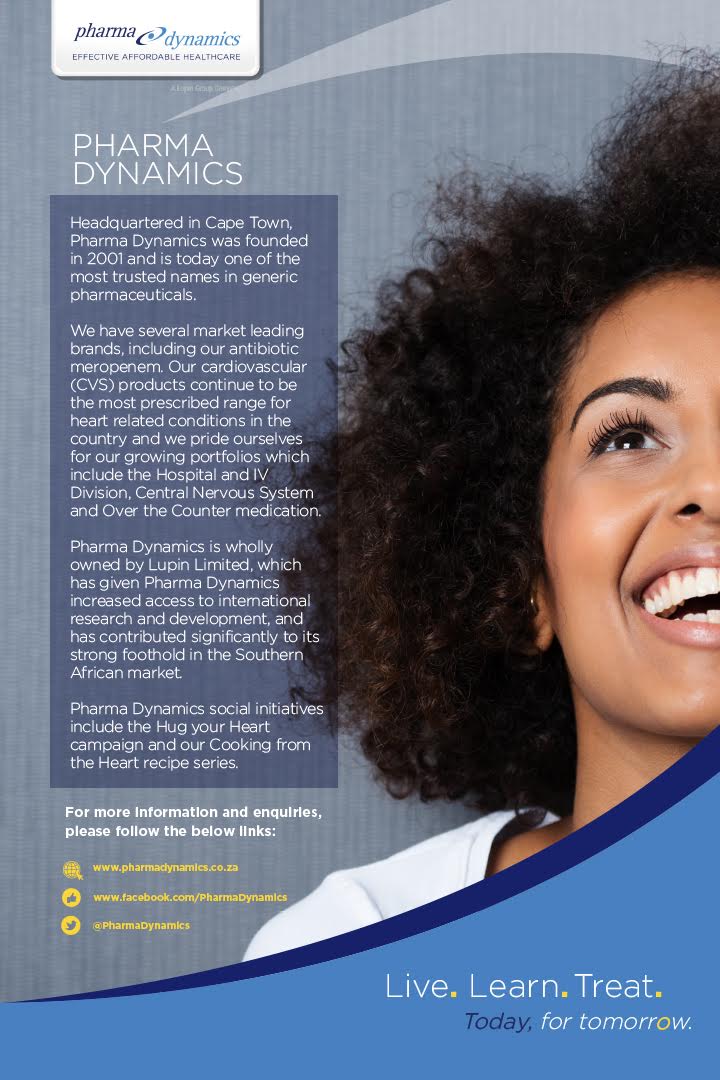 pharma dynamics
EFFECTIVE AFFORDABLE HEALTHCARE
A Lupin Group Company
PHARMA
DYNAMICS
Headquartered in Cape Town,
Pharma Dynamics was founded
in 2001 and is today one of the
most trusted names in generic
pharmaceuticals.
We have several market leading
brands, including our antibiotic
meropenem. Our cardiovascular
(CVS) products continue to be
the most prescribed range for
heart related conditions in the
country and we pride ourselves
for our growing portfolios which
include the Hospital and IV
Division, Central Nervous System
and Over the Counter medication.
Pharma Dynamics is wholly
owned by Lupin Limited, which
has given Pharma Dynamics
increased access to international
research and development, and
has contributed significantly to its
strong foothold in the Southern
African market.
Pharma Dynamics social initiatives
include the Hug your Heart
campaign and our Cooking from
the Heart recipe series.
For more information and enquiries,
please follow the below links:
www.pharmadynamics.co.za
www.facebook.com/PharmaDynamics
@PharmaDynamics
Live. Learn. Treat.
Today, for tomorrow.